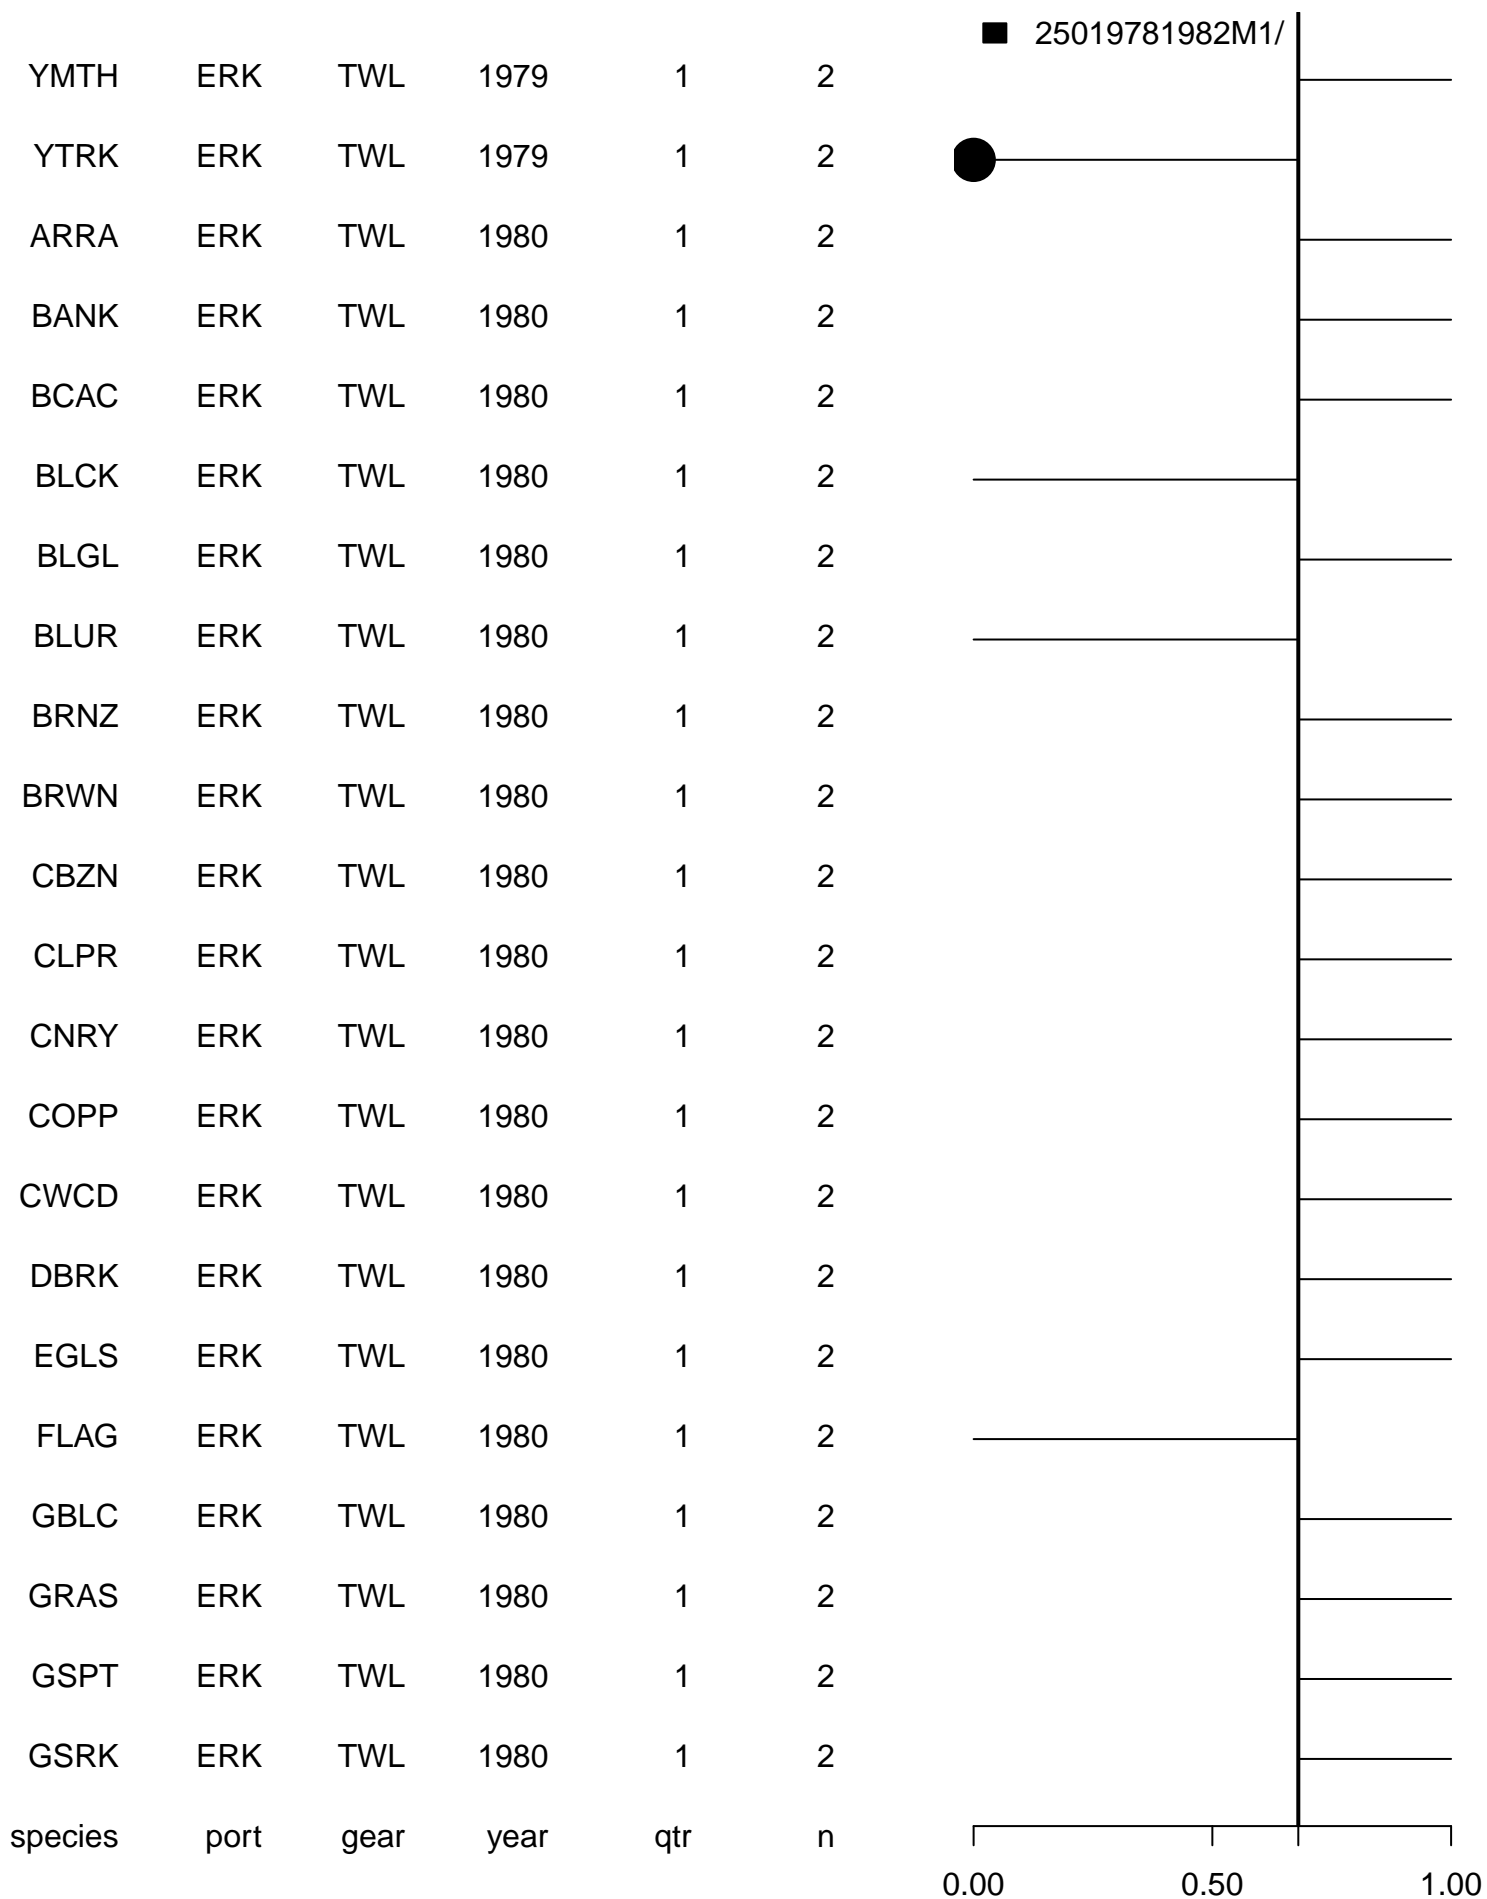 25019781982M1/
YMTH ERK TWL 1979 1 2
YTRK ERK TWL 1979 1 2
ARRA ERK TWL 1980 1 2
BANK ERK TWL 1980 1 2
BCAC ERK TWL 1980 1 2
BLCK ERK TWL 1980 1 2
BLGL ERK TWL 1980 1 2
BLUR ERK TWL 1980 1 2
BRNZ ERK TWL 1980 1 2
BRWN ERK TWL 1980 1 2
CBZN ERK TWL 1980 1 2
CLPR ERK TWL 1980 1 2
CNRY ERK TWL 1980 1 2
COPP ERK TWL 1980 1 2
CWCD ERK TWL 1980 1 2
DBRK ERK TWL 1980 1 2
EGLS ERK TWL 1980 1 2
FLAG ERK TWL 1980 1 2
GBLC ERK TWL 1980 1 2
GRAS ERK TWL 1980 1 2
GSPT ERK TWL 1980 1 2
GSRK ERK TWL 1980 1 2
species port gear year qtr n
0.00 0.50 1.00